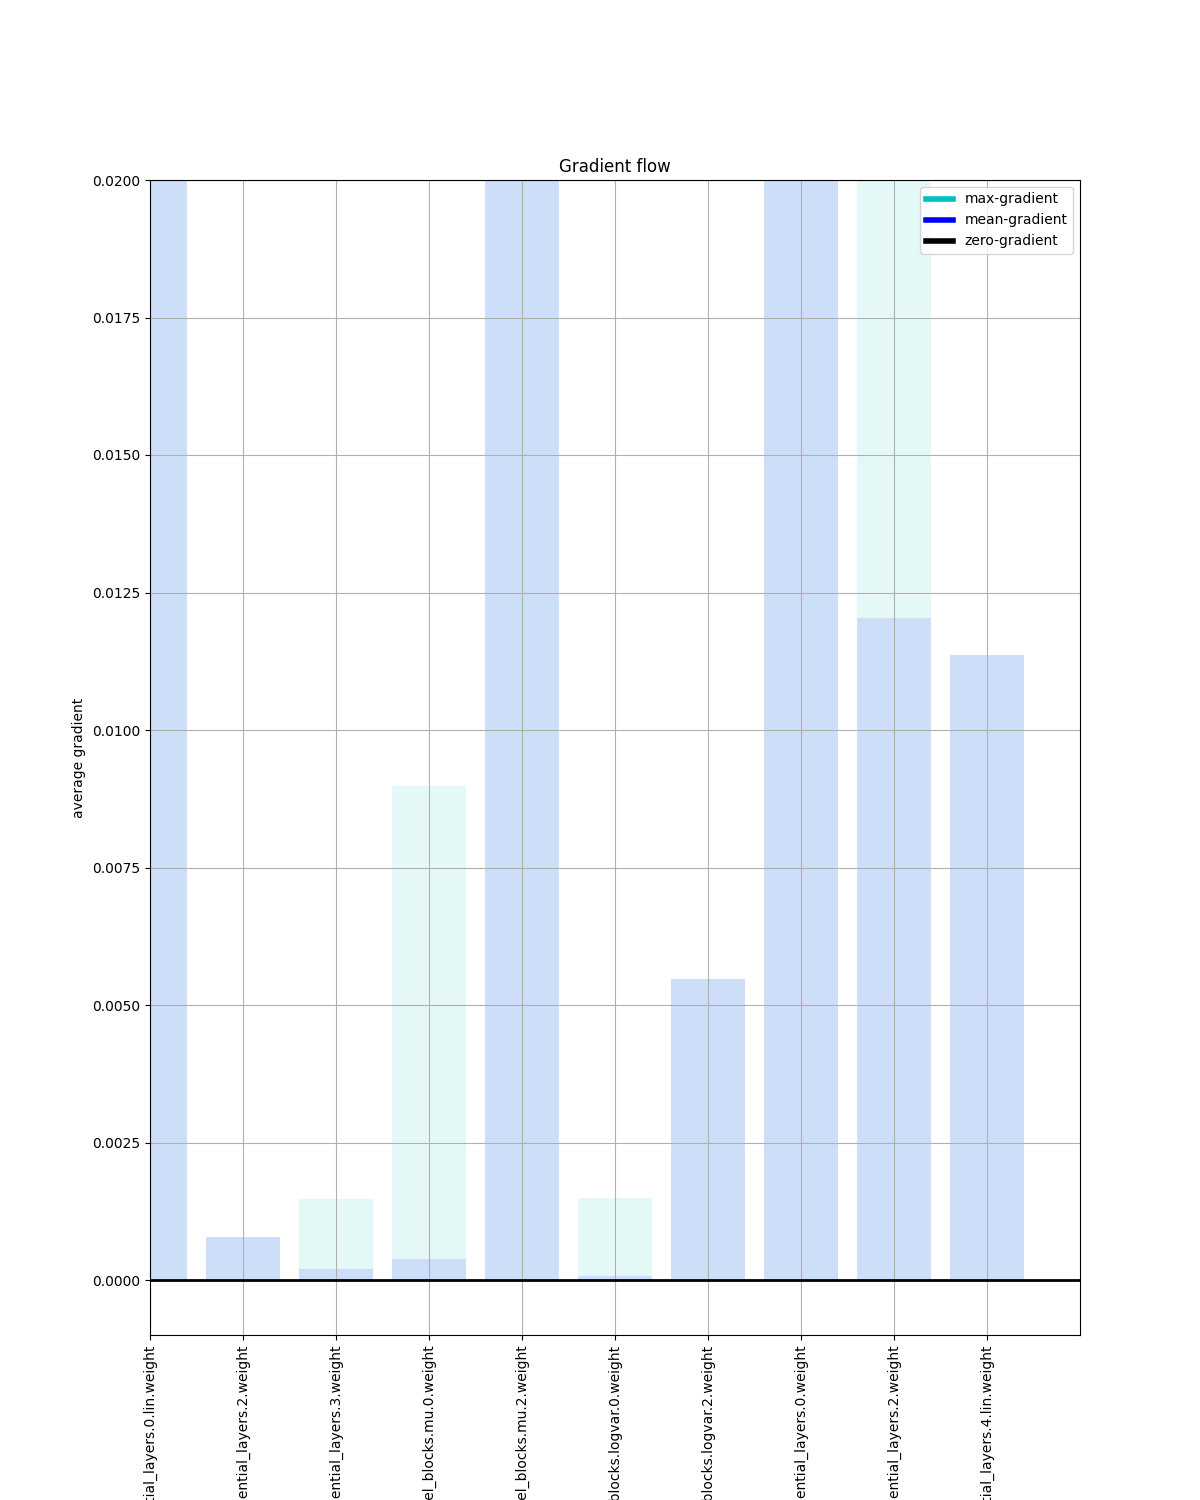 Gradient flow
max-gradient
mean-gradient
zero-gradient
0.0200
0.0175
0.0150
0.0125
0.0100
0.0075
0.0050
0.0025
0.0000
average gradient
tial_layers.0.lin.weight
ential_layers.2.weight
ential_layers.3.weight
el_blocks.mu.0.weight
el_blocks.mu.2.weight
blocks.logvar.0.weight
blocks.logvar.2.weight
ential_layers.0.weight
ential_layers.2.weight
tial_layers.4.lin.weight